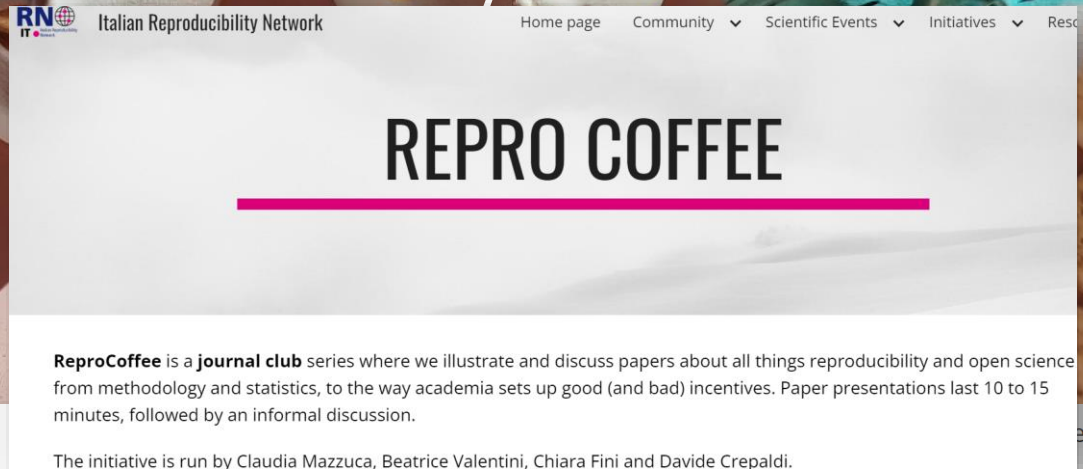 RN
IT
Italian Reproducibility Network
Home page Community Scientific Events Initiatives
REPRO COFFEE
ReproCoffee is a journal club series where we illustrate and discuss papers about all things reproducibility and open science
from methodology and statistics, to the way academia sets up good (and bad) incentives. Paper presentations last 10 to 15
minutes, followed by an informal discussion.
The initiative is run by Claudia Mazzuca, Beatrice Valentini, Chiara Fini and Davide Crepaldi.